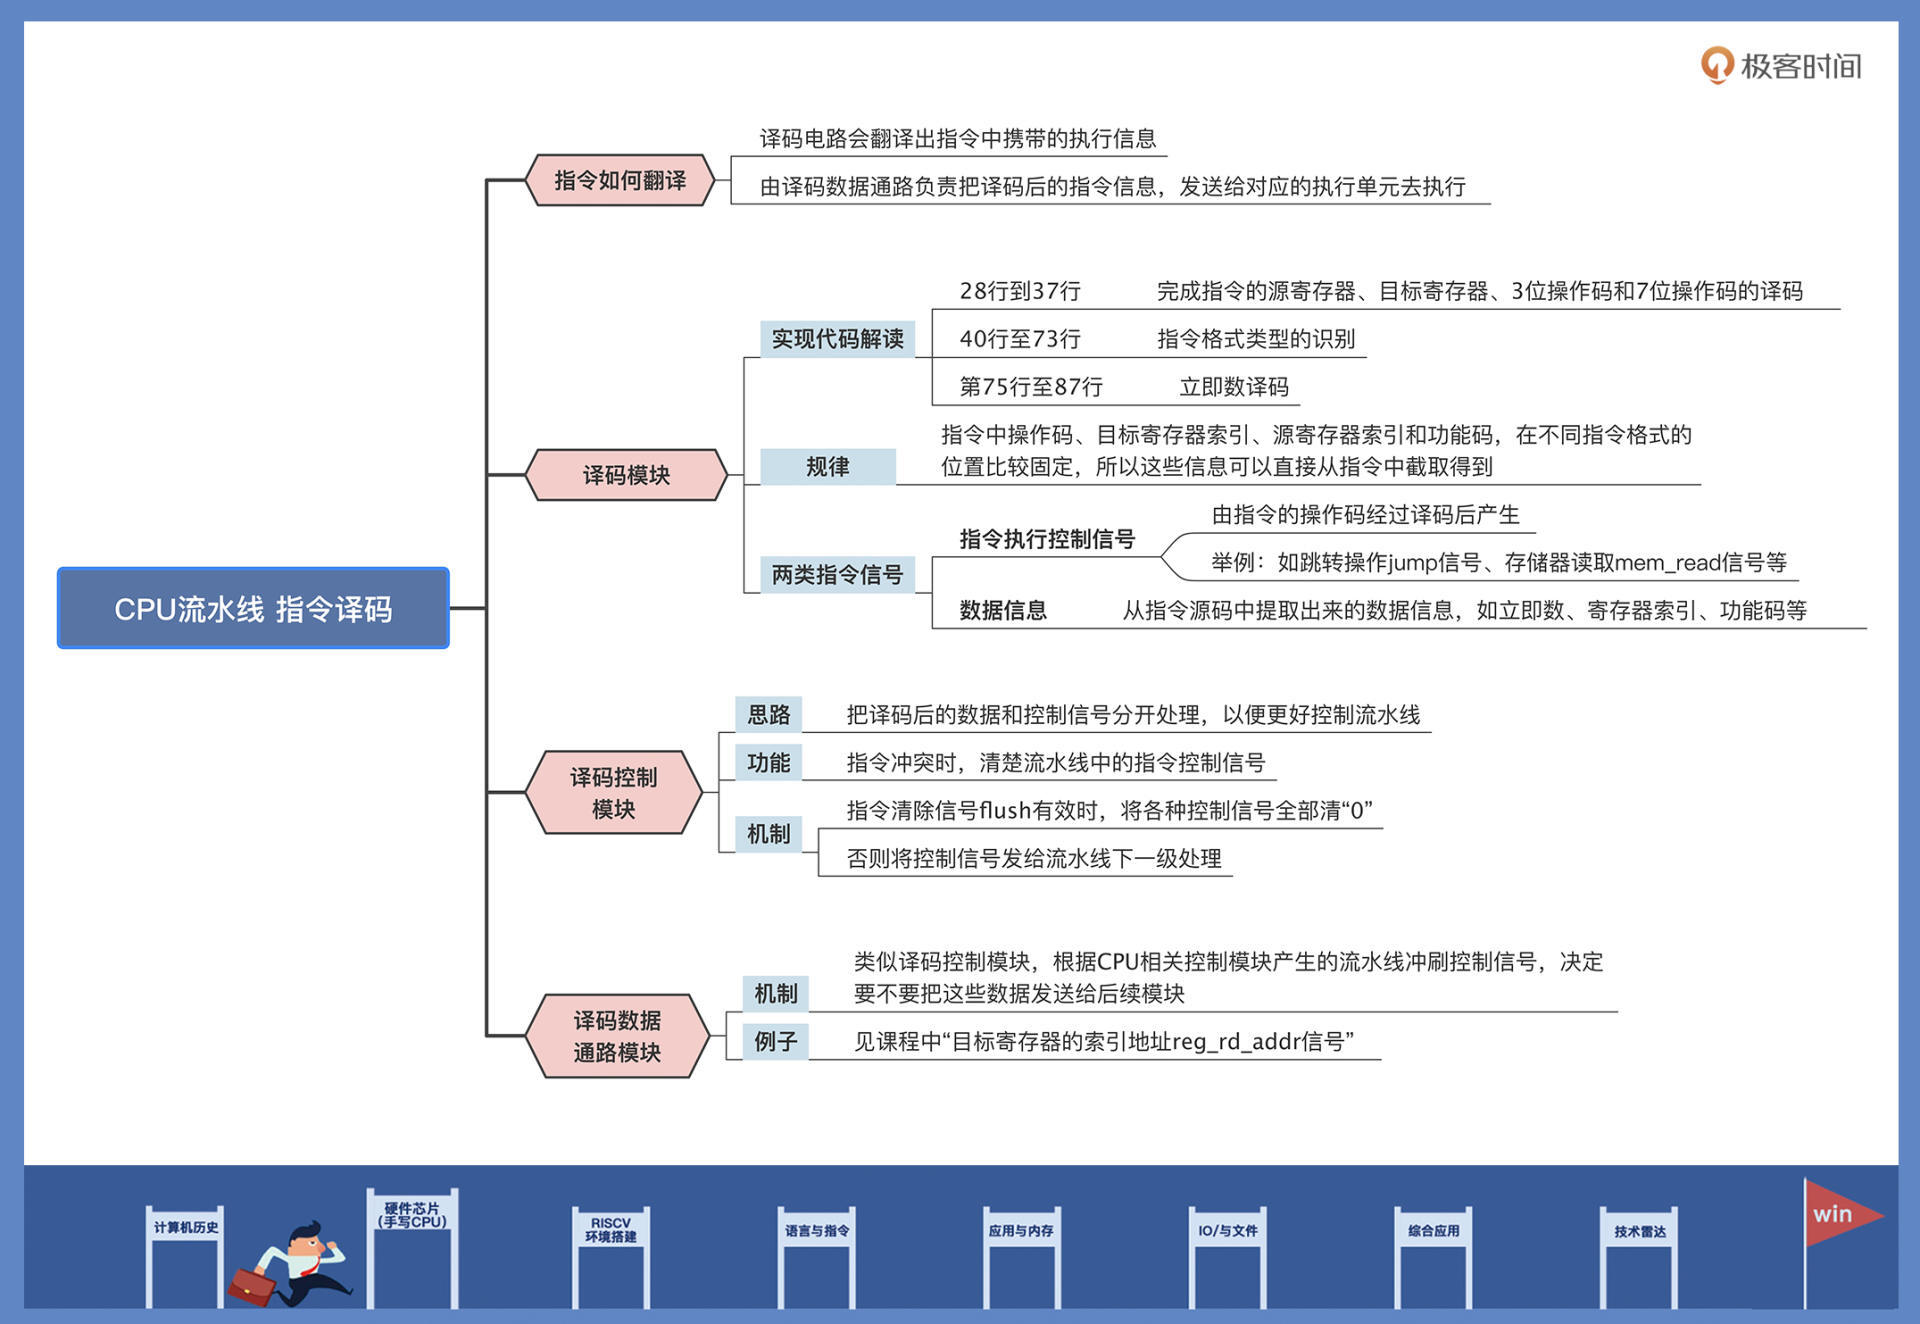 极客时间
CPU流水线 指令译码
指令如何翻译
译码电路会翻译出指令中携带的执行信息
由译码数据通路负责把译码后的指令信息，发送给对应的执行单元去执行
译码模块
实现代码解读
28行到37行 完成指令的源寄存器、目标寄存器、3位操作码和7位操作码的译码
40行至73行 指令格式类型的识别
第75行至87行 立即数译码
规律
指令中操作码、目标寄存器索引、源寄存器索引和功能码，在不同指令格式的
位置比较固定，所以这些信息可以直接从指令中截取得到
两类指令信号
指令执行控制信号
由指令的操作码经过译码后产生
举例：如跳转操作jump信号、存储器读取mem_read信号等
数据信息 从指令源码中提取出来的数据信息，如立即数、寄存器索引、功能码等
译码控制
模块
思路 把译码后的数据和控制信号分开处理，以便更好控制流水线
功能 指令冲突时，清楚流水线中的指令控制信号
机制
指令清除信号flush有效时，将各种控制信号全部清“0”
否则将控制信号发给流水线下一级处理
译码数据
通路模块
机制
类似译码控制模块，根据CPU相关控制模块产生的流水线冲刷控制信号，决定
要不要把这些数据发送给后续模块
例子 见课程中“目标寄存器的索引地址reg_rd_addr信号”
计算机历史
硬件芯片
(手写CPU)
RISCV
环境搭建
语言与指令
应用与内存
IO/与文件
综合应用
技术雷达
win